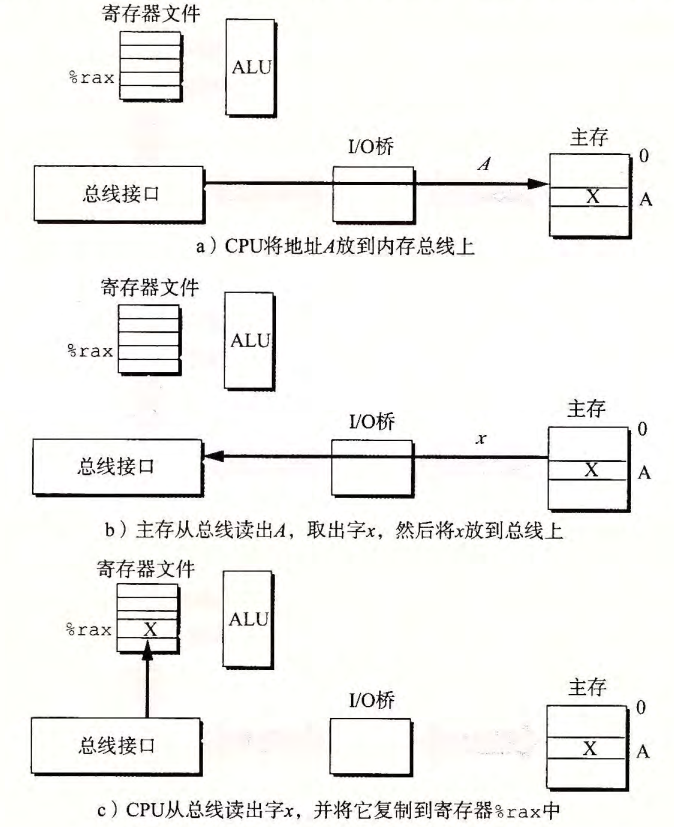 寄存器文件
%rax
ALU
主存
I/O桥
0
A
总线接口
X
A
a）CPU将地址A放到内存总线上
寄存器文件
%rax
ALU
主存
I/O桥
0
x
总线接口
X
A
b）主存从总线读出A，取出字x，然后将x放到总线上
寄存器文件
%rax
X
ALU
主存
I/O桥
0
总线接口
X
A
c）CPU从总线读出字x，并将它复制到寄存器%rax中